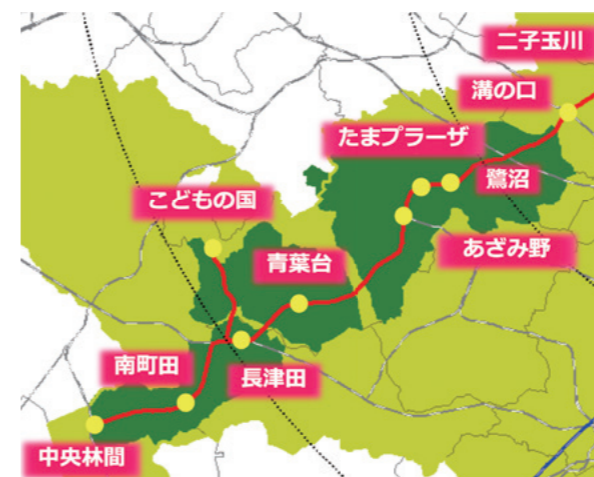 二子玉川
溝の口
たまプラーザ
鷺沼
こどもの国
あざみ野
青葉台
南町田
長津田
中央林間